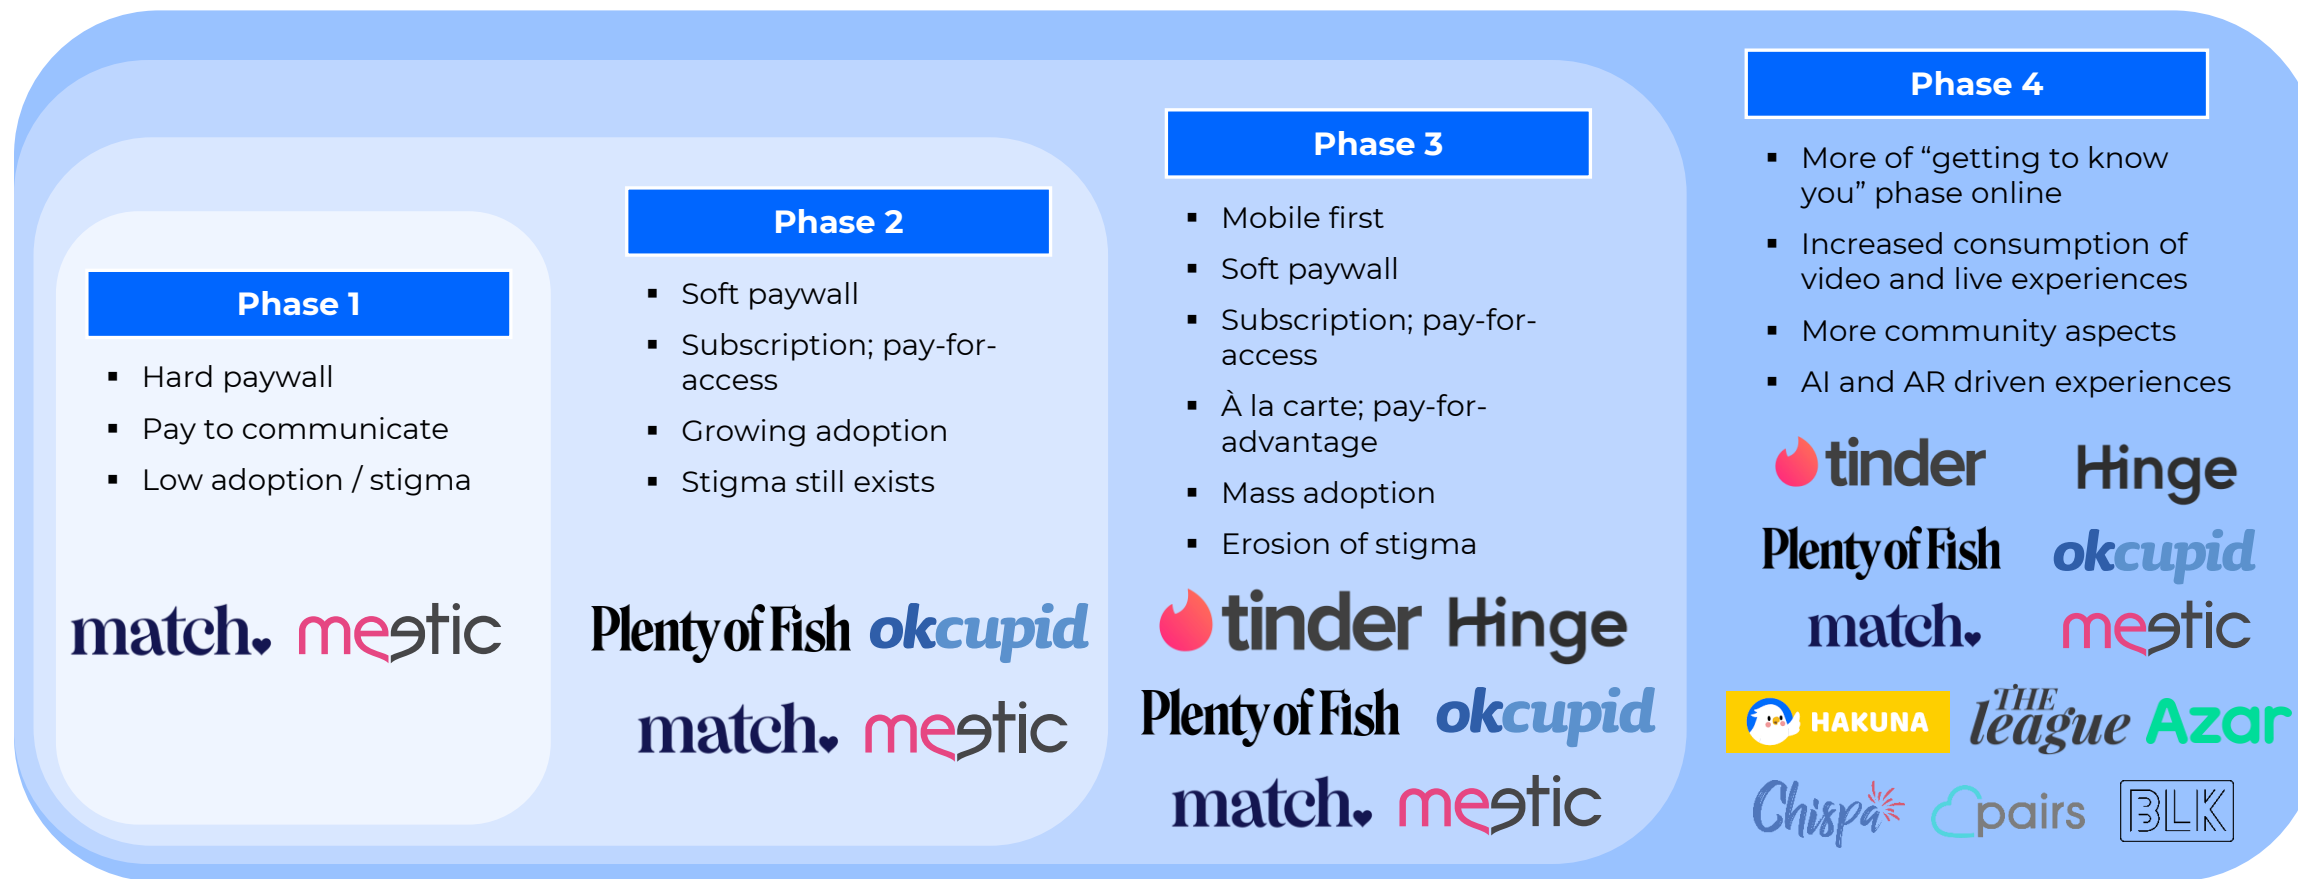 Phase 1
▪ Hard paywall
▪ Pay to communicate
▪ Low adoption / stigma
match
meetic
Phase 2
▪ Soft paywall
▪ Subscription; pay-for-
access
▪ Growing adoption
▪ Stigma still exists
Plenty of Fish
okcupid
match
meetic
Phase 3
▪ Mobile first
▪ Soft paywall
▪ Subscription; pay-for-
access
▪ À la carte; pay-for-
advantage
▪ Mass adoption
▪ Erosion of stigma
tinder
Hinge
Plenty of Fish
okcupid
match
meetic
Phase 4
▪ More of “getting to know
you” phase online
▪ Increased consumption of
video and live experiences
▪ More community aspects
▪ AI and AR driven experiences
tinder
Hinge
Plenty of Fish
okcupid
match
meetic
HAKUNA
THE
league
Azar
Chispa
pairs
BLK